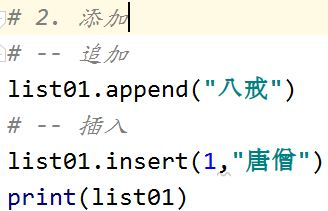 # 2. 添加
# -- 追加
list01.append("八戒")
# -- 插入
list01.insert(1,"唐僧")
print(list01)